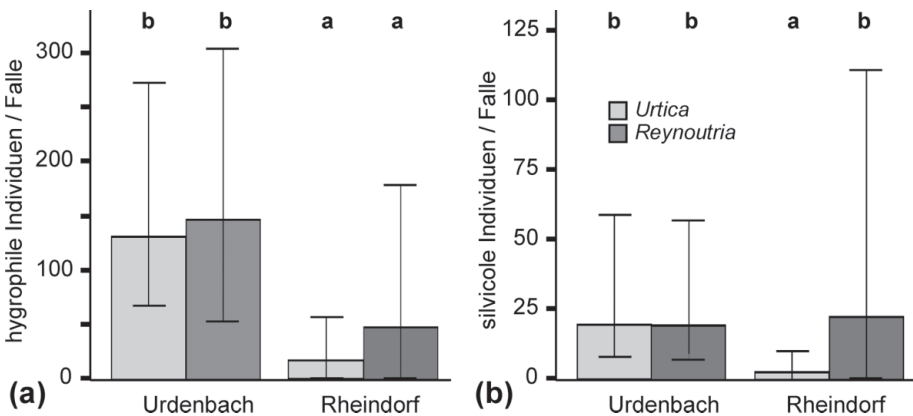 b b a a
hygrophile Individuen / Falle
300
200
100
0
Urdenbach Rheindorf
(a)
b b a b
silvicole Individuen / Falle
125
100
75
50
25
0
Urtica
Reynoutria
Urdenbach Rheindorf
(b)